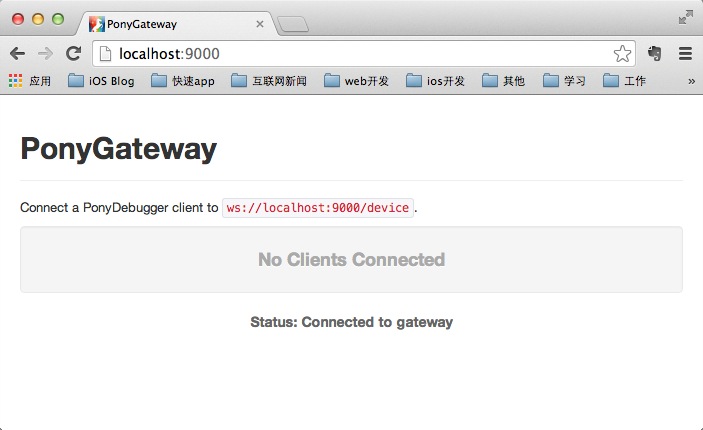 PonyGateway
localhost:9000
应用 iOS Blog 快速app 互联网新闻 web开发 ios开发 其他 学习 工作 »
PonyGateway
Connect a PonyDebugger client to ws://localhost:9000/device.
No Clients Connected
Status: Connected to gateway